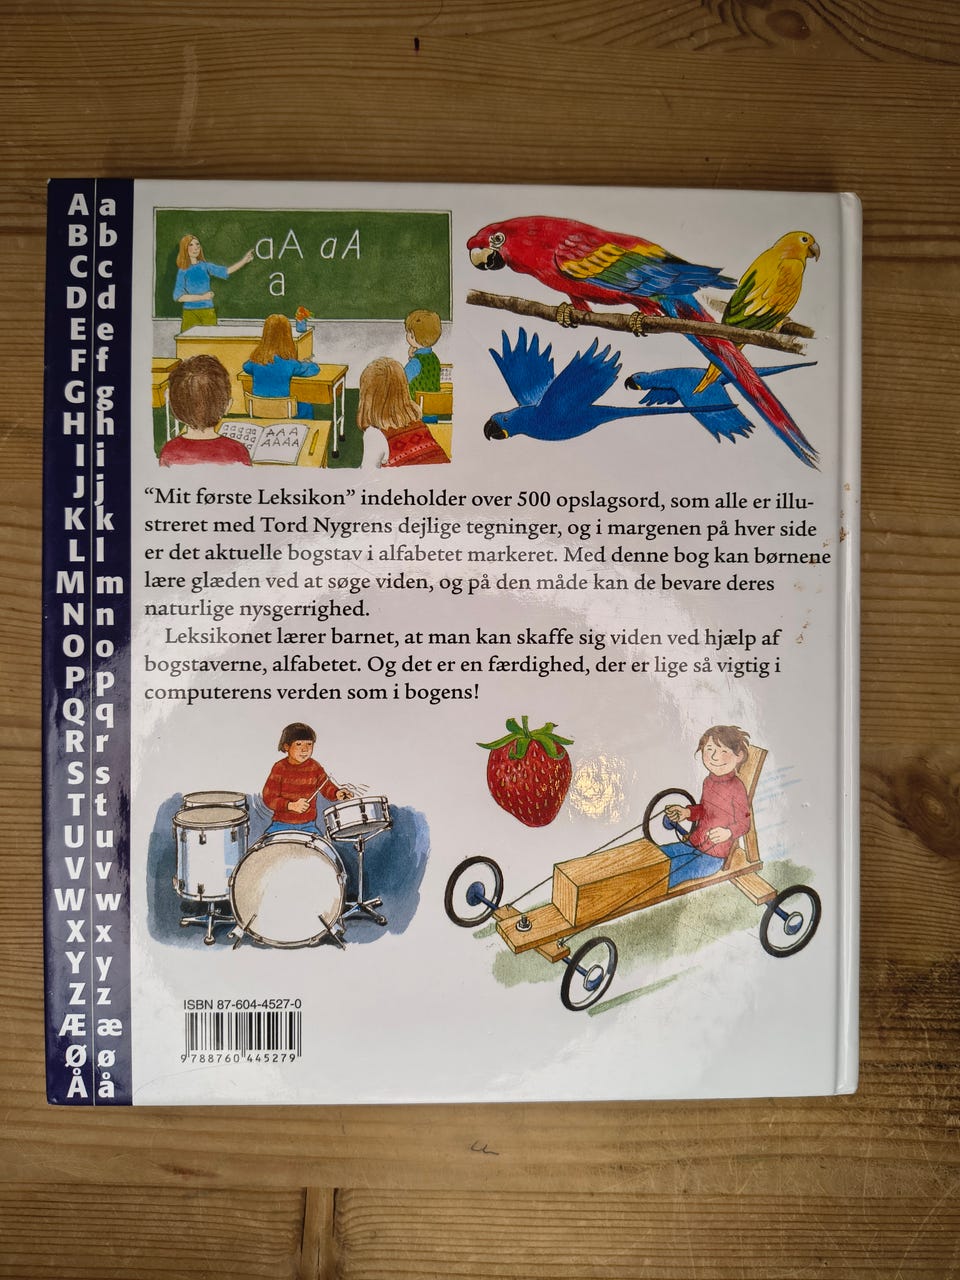 A a
B b
C c
D d
E e
F f
G g
H h
I i
J j
K k
L l
M m
N n
O o
P p
Q q
R r
S s
T t
U u
V v
W w
X x
Y y
Z z
Æ æ
Ø ø
Å å
aA aA
a
"Mit første Leksikon" indeholder over 500 opslagsord, som alle er illu-
streret med Tord Nygrens dejlige tegninger, og i margenen på hver side
er det aktuelle bogstav i alfabetet markeret. Med denne bog kan børnene
lære glæden ved at søge viden, og på den måde kan de bevare deres
naturlige nysgerrighed.
Leksikonet lærer barnet, at man kan skaffe sig viden ved hjælp af
bogstaverne, alfabetet. Og det er en færdighed, der er lige så vigtig i
computerens verden som i bogens!
ISBN 87-604-4527-0
9788760445279